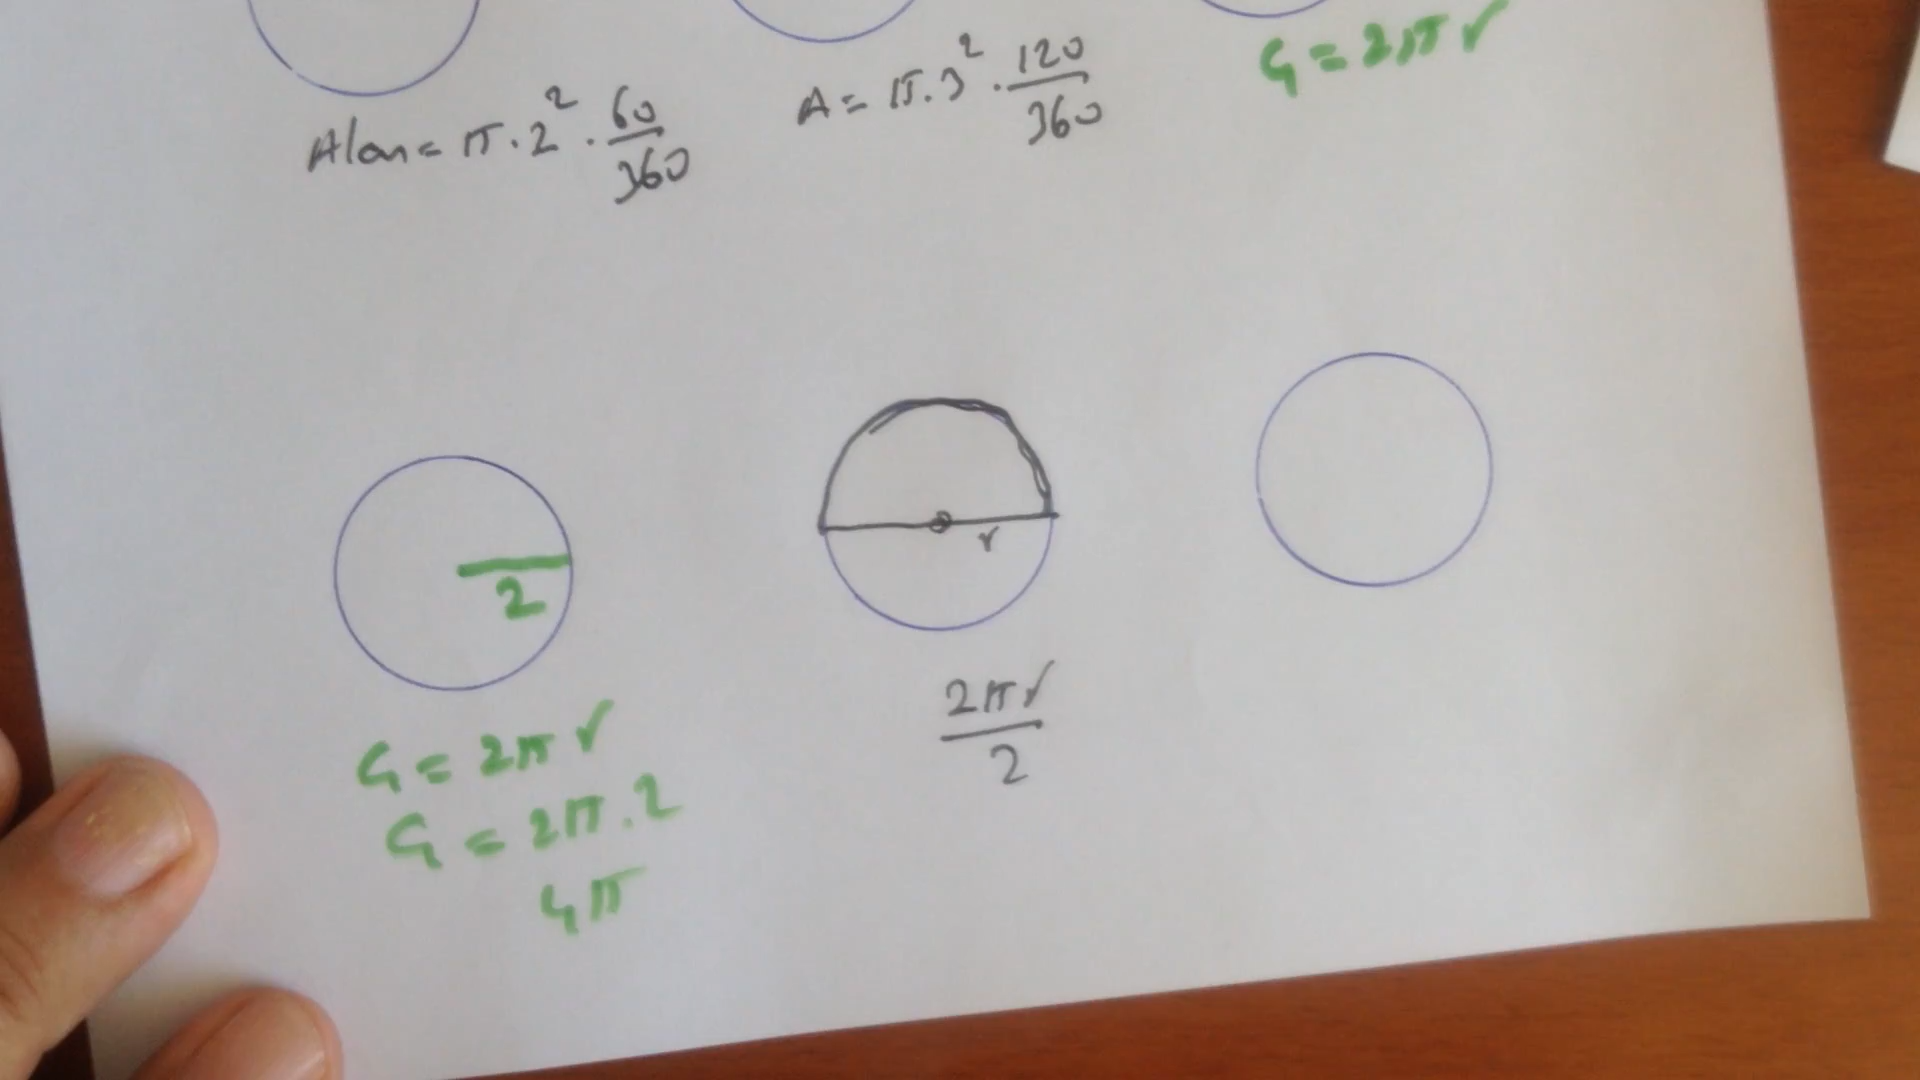 Alan = π . 2² . 60/360
A = π . 3² . 120/360
Ç = 2πr
2
Ç = 2πr
Ç = 2π . 2
4π
r
2πr/2